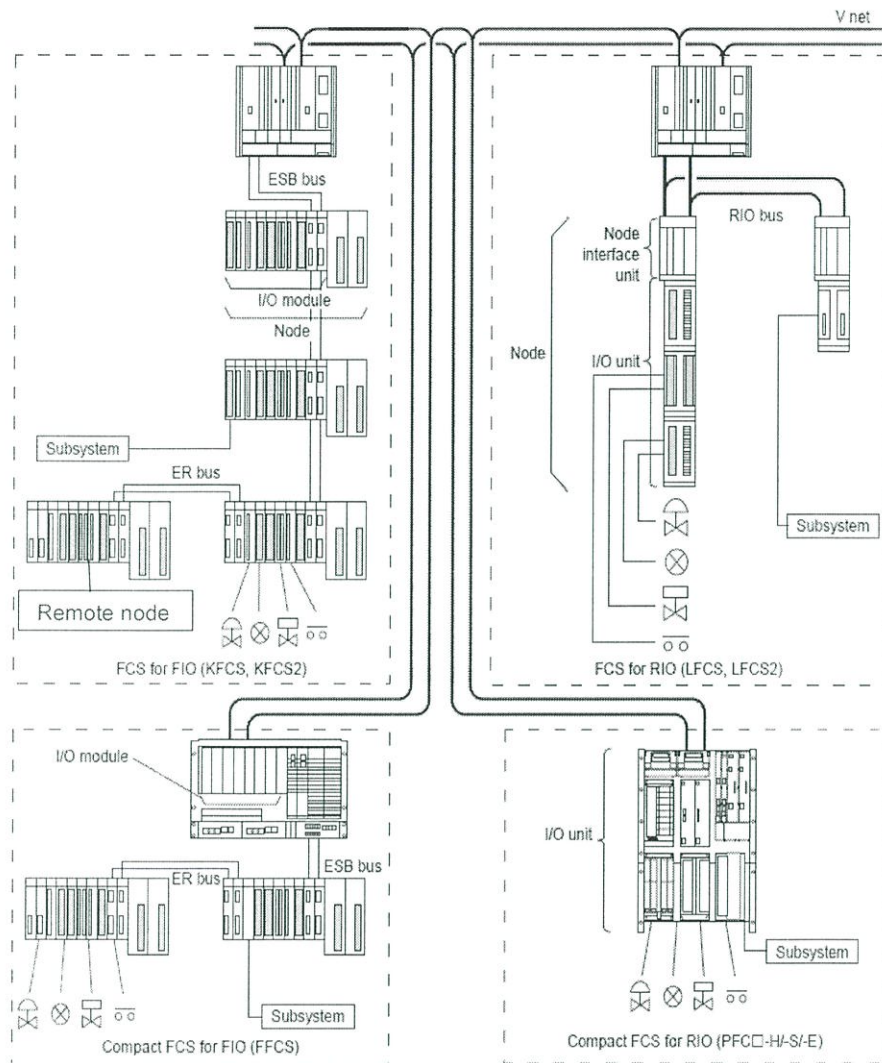 V net
ESB bus
I/O module
Node
Subsystem
ER bus
Remote node
FCS for FIO (KFCS, KFCS2)
RIO bus
Node
interface
unit
Node
I/O unit
Subsystem
FCS for RIO (LFCS, LFCS2)
I/O module
ESB bus
ER bus
Subsystem
Compact FCS for FIO (FFCS)
I/O unit
Subsystem
Compact FCS for RIO (PFC□-H/-S/-E)